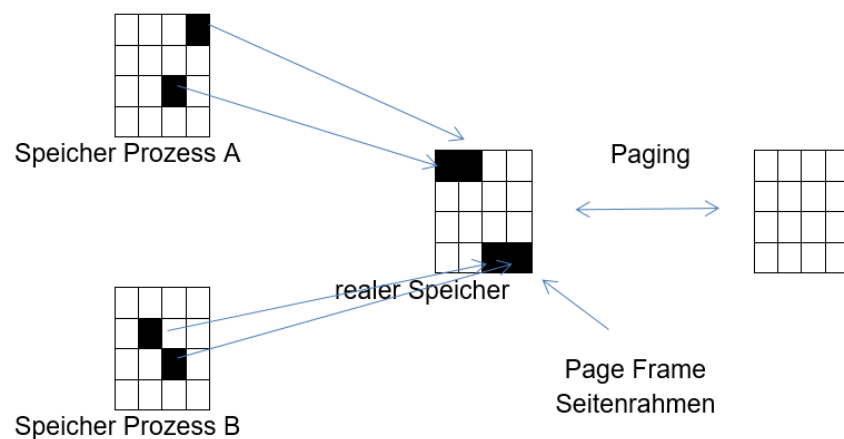 Speicher Prozess A
Paging
realer Speicher
Page Frame
Seitenrahmen
Speicher Prozess B